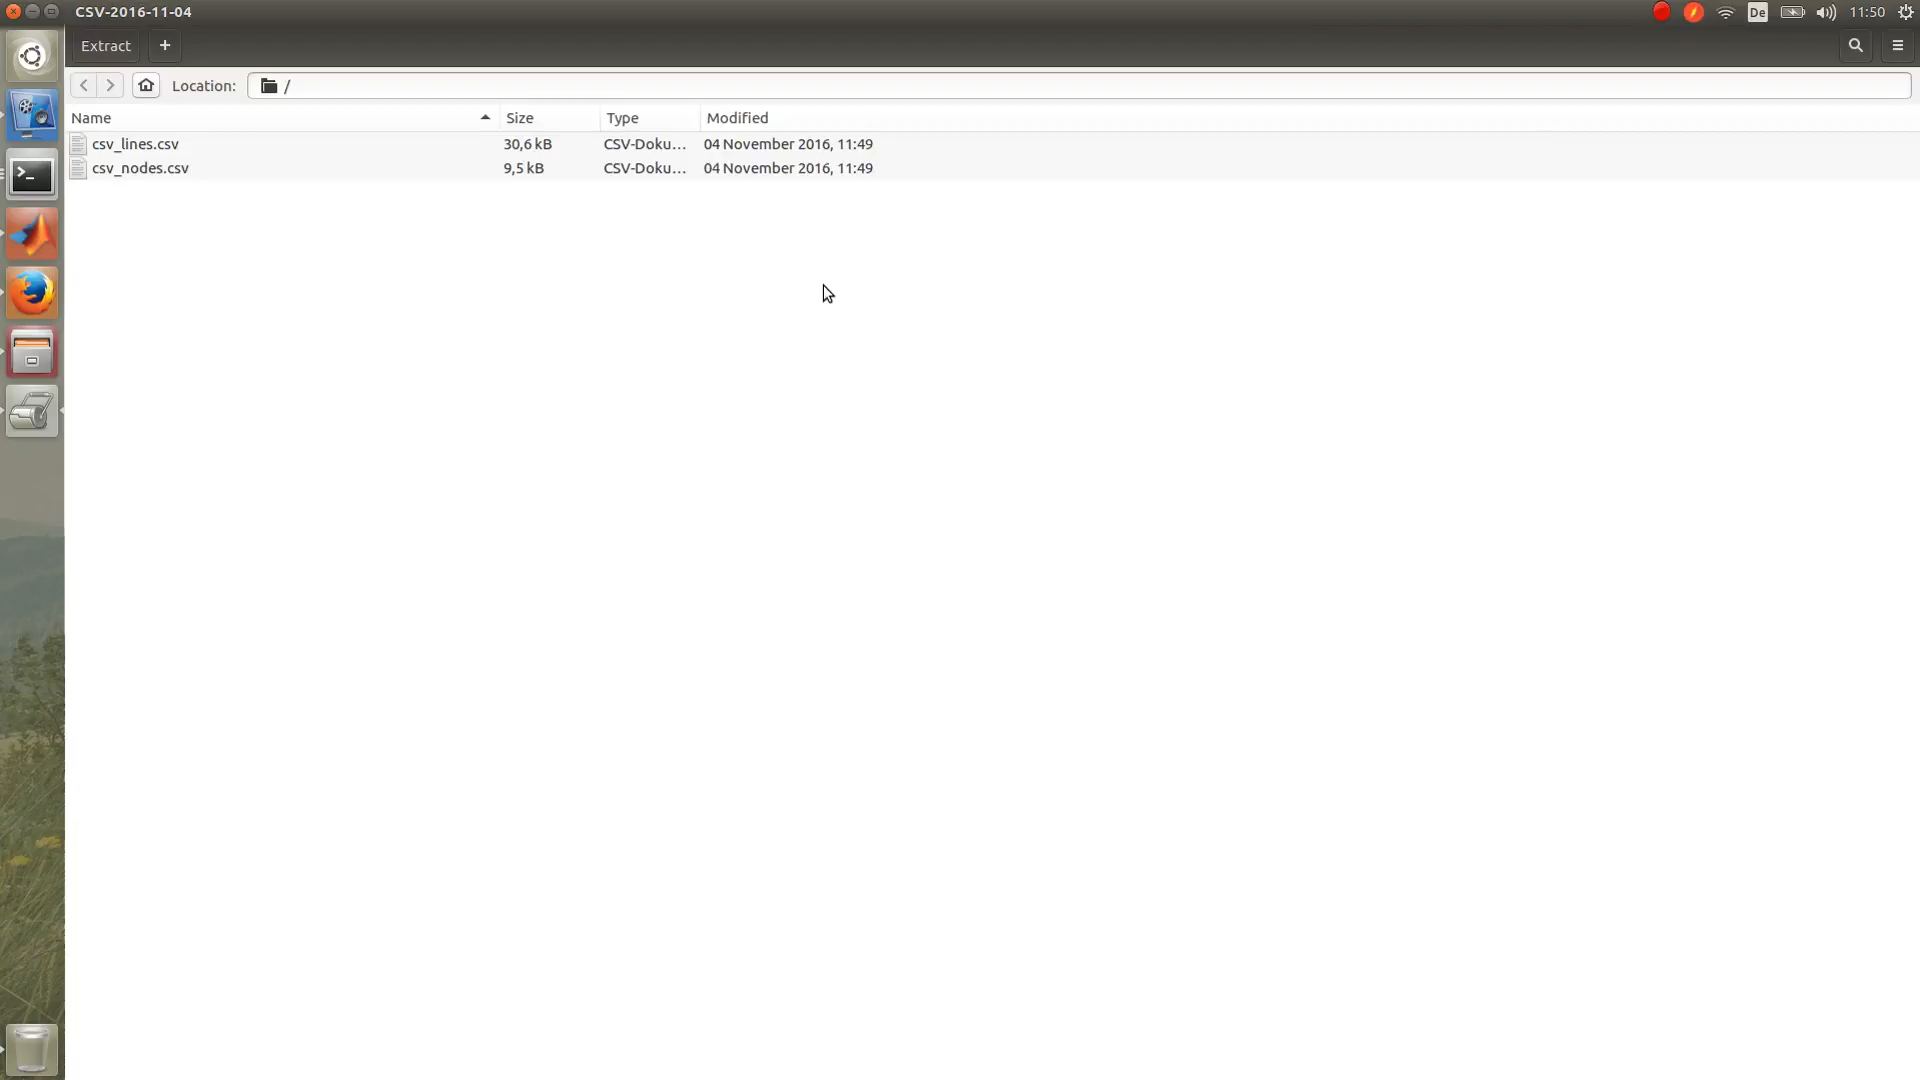 CSV-2016-11-04
De
11:50
Extract
+
Location:
/
Name
Size
Type
Modified
csv_lines.csv
30,6 kB
CSV-Doku...
04 November 2016, 11:49
csv_nodes.csv
9,5 kB
CSV-Doku...
04 November 2016, 11:49